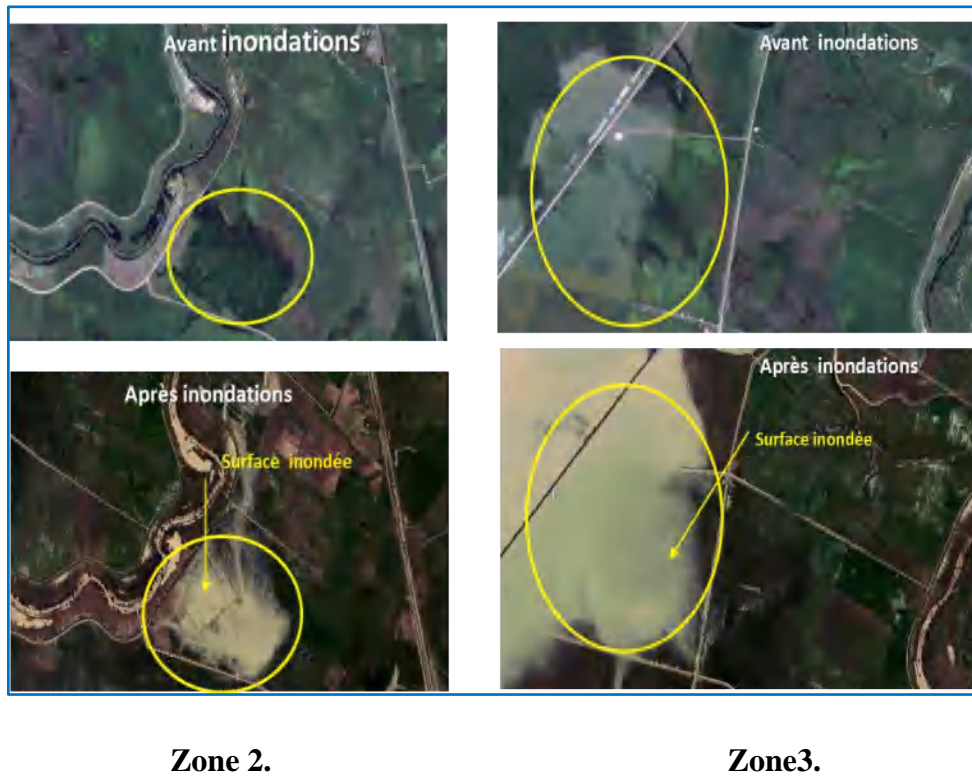 Avant inondations"
Avant inondations
Après inondations
Surface inondée
Après inondations
Surface inondée
Zone 2.
Zone3.